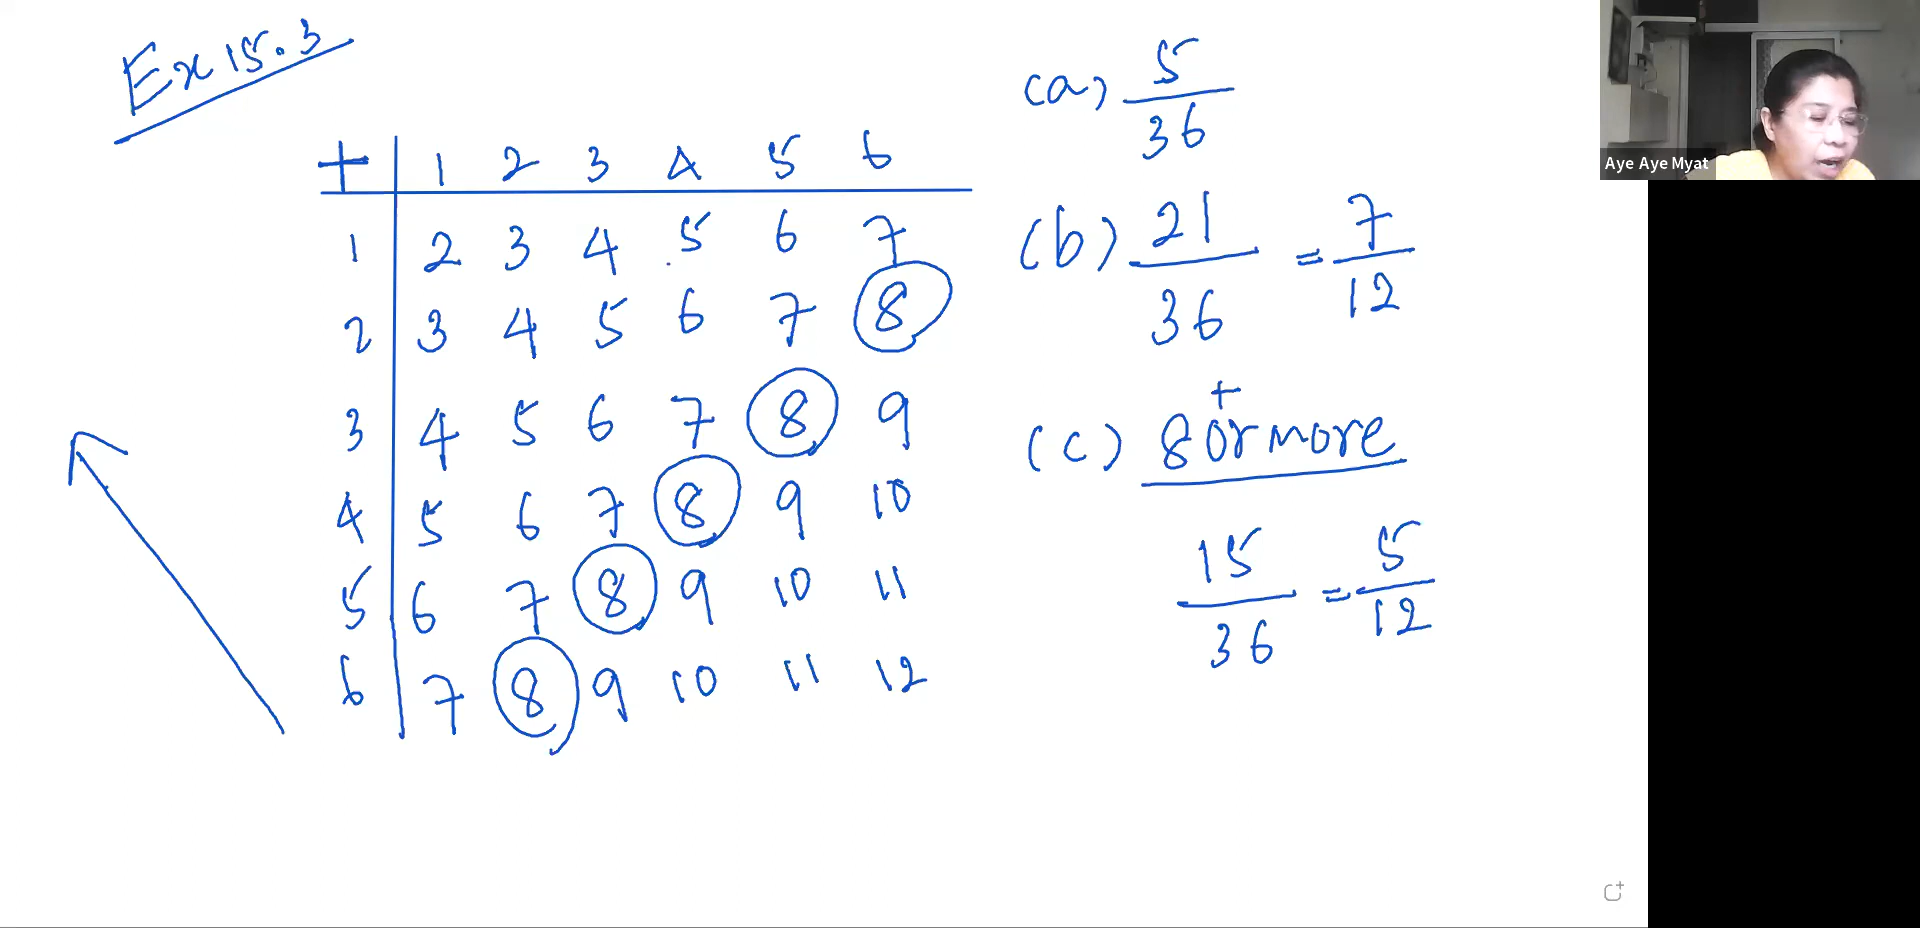 Ex 15.3
+ 1 2 3 4 5 6
1 2 3 4 5 6 7
2 3 4 5 6 7 8
3 4 5 6 7 8 9
4 5 6 7 8 9 10
5 6 7 8 9 10 11
6 7 8 9 10 11 12
(a) 5/36
(b) 21/36 = 7/12
+
(c) 8 or more
15/36 = 5/12
Aye Aye Myat